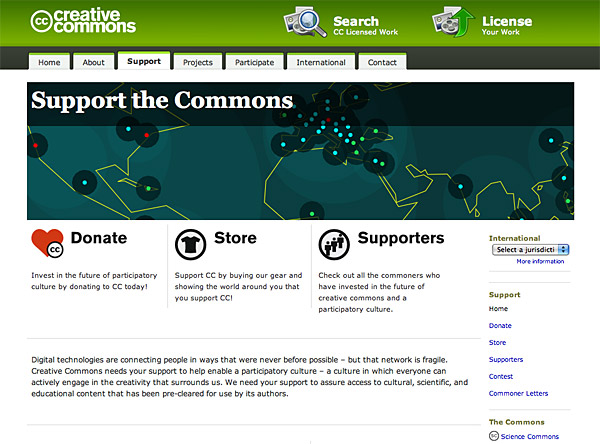 cc creative
commons
Search
CC Licensed Work
License
Your Work
Home About Support Projects Participate International Contact
Support the Commons
Donate
Invest in the future of participatory
culture by donating to CC today!
Store
Support CC by buying our gear and
showing the world around you that
you support CC!
Supporters
Check out all the commoners who
have invested in the future of
creative commons and a
participatory culture.
International
Select a jurisdicti
More information
Support
Home
Donate
Store
Supporters
Contest
Commoner Letters
The Commons
Science Commons
Digital technologies are connecting people in ways that were never before possible – but that network is fragile.
Creative Commons needs your support to help enable a participatory culture – a culture in which everyone can
actively engage in the creativity that surrounds us. We need your support to assure access to cultural, scientific, and
educational content that has been pre-cleared for use by its authors.